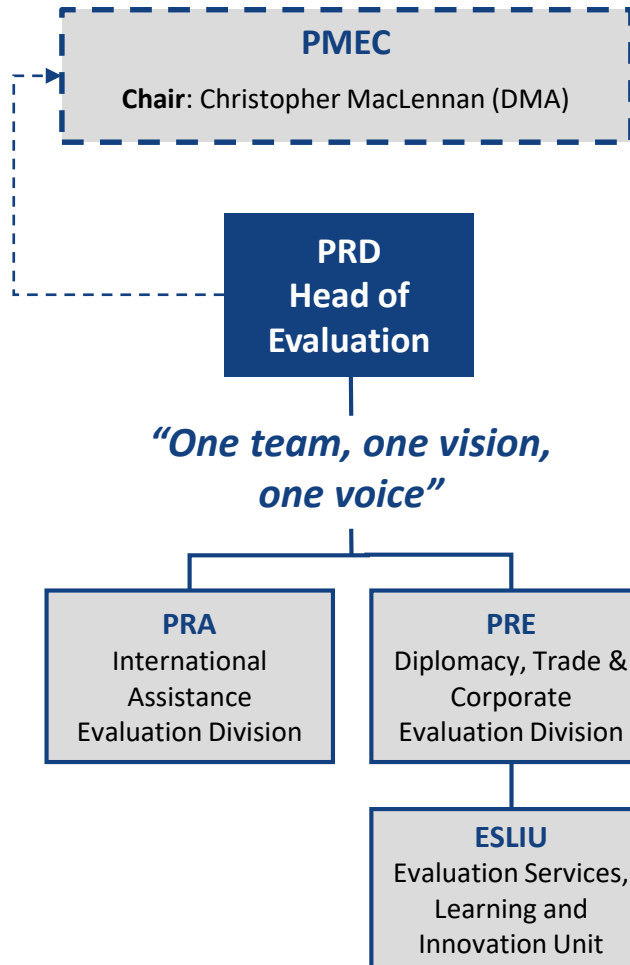 PMEC
Chair: Christopher MacLennan (DMA)
PRD
Head of
Evaluation
“One team, one vision,
one voice”
PRA
International
Assistance
Evaluation Division
PRE
Diplomacy, Trade &
Corporate
Evaluation Division
ESLIU
Evaluation Services,
Learning and
Innovation Unit